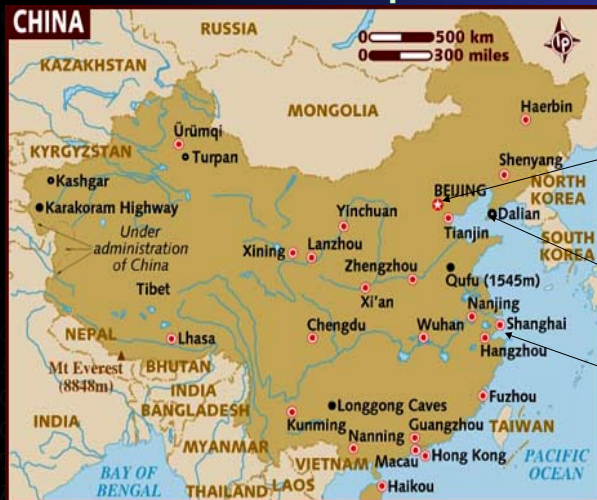 CHINA
RUSSIA
0 500 km
0 300 miles
lp
KAZAKHSTAN
MONGOLIA
Haerbin
Ürümqi
Turpan
KYRGYZSTAN
Shenyang
Kashgar
BEIJING
NORTH
KOREA
Karakoram Highway
Yinchuan
Dalian
Tianjin
Under
administration
of China
Xining
Lanzhou
SOUTH
KOREA
Zhengzhou
Qufu (1545m)
Tibet
Xi'an
Nanjing
NEPAL
Lhasa
Chengdu
Wuhan
Shanghai
Hangzhou
Mt Everest
(8848m)
BHUTAN
INDIA
Longgong Caves
Fuzhou
BANGLADESH
Kunming
Guangzhou
TAIWAN
INDIA
Nanning
MYANMAR
VIETNAM
Macau
Hong Kong
PACIFIC
OCEAN
BAY OF
BENGAL
THAILAND
LAOS
Haikou